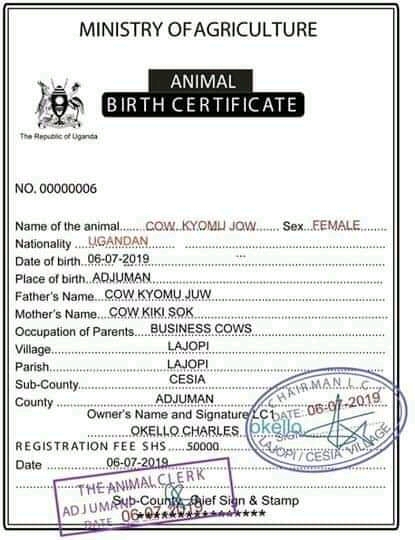 MINISTRY OF AGRICULTURE
ANIMAL
BIRTH CERTIFICATE
The Republic of Uganda
NO. 00000006
Name of the animal..... COW KYOMU JOW Sex FEMALE
Nationality UGANDAN
Date of birth 06-07-2019 ...
Place of birth ADJUMAN
Father's Name COW KYOMU JUW
Mother's Name COW KIKI SOK
Occupation of Parents BUSINESS COWS
Village LAJOPI
Parish LAJOPI
Sub-County CESIA
County ADJUMAN
Owner's Name and Signature LC1
OKELLO CHARLES
REGISTRATION FEE SHS 50000
Date 06-07-2019
CHAIRMAN L.C
DATE: 06-07-2019
okello
SIGN
LAJOPI / CESIA VILLAGE
THE ANIMAL CLERK
ADJUMAN
DATE 06-07-2019
Sub-County Chief Sign & Stamp
****************